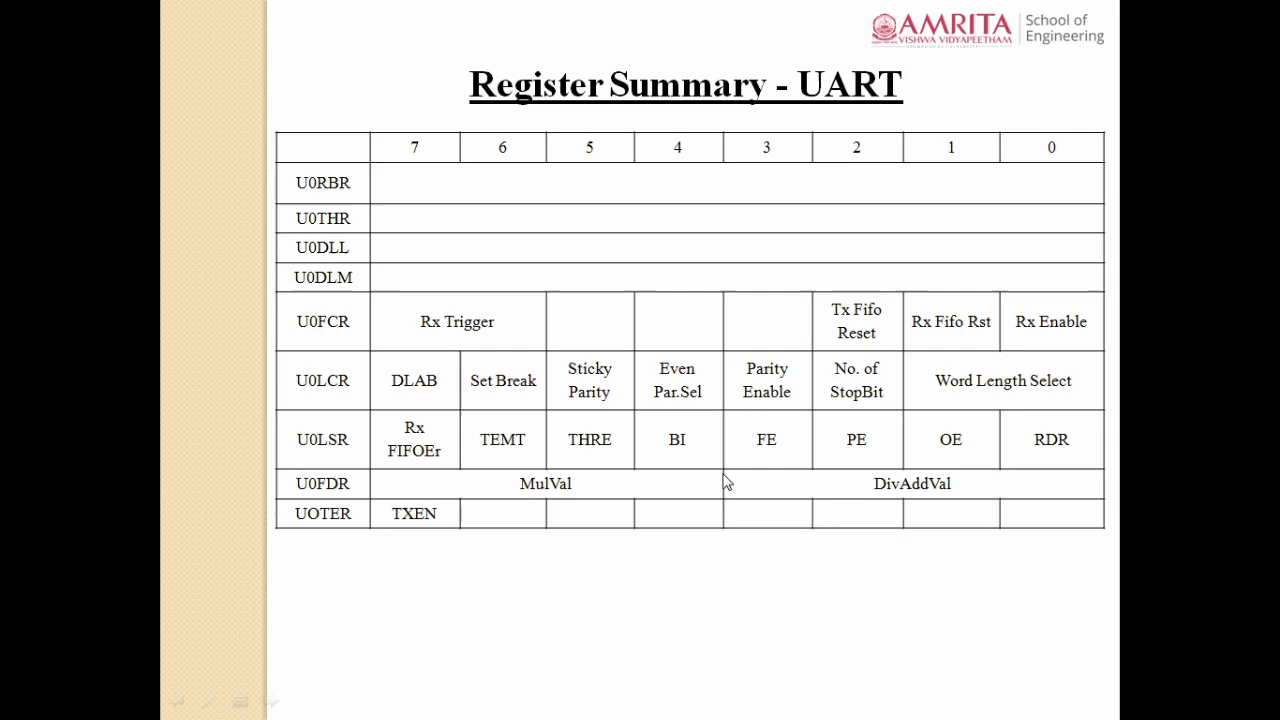 AMRITA
VISHWA VIDYAPEETHAM
School of
Engineering
Register Summary - UART
7 6 5 4 3 2 1 0
U0RBR
U0THR
U0DLL
U0DLM
U0FCR Rx Trigger Tx Fifo Reset Rx Fifo Rst Rx Enable
U0LCR DLAB Set Break Sticky Parity Even Par.Sel Parity Enable No. of StopBit Word Length Select
U0LSR Rx FIFOEr TEMT THRE BI FE PE OE RDR
U0FDR MulVal DivAddVal
UOTER TXEN